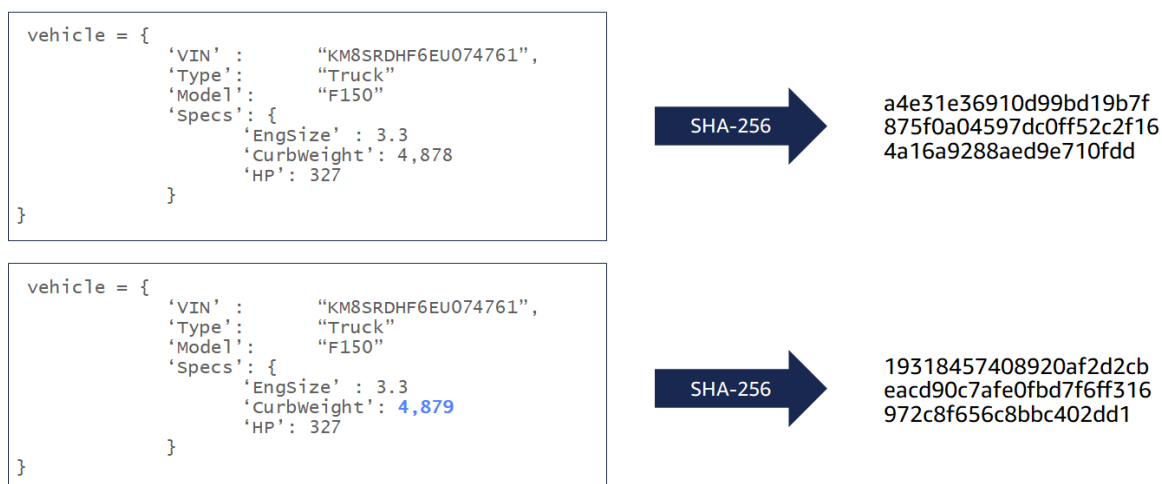 vehicle = {
‘VIN’ : “KM8SRDHF6EU074761”,
‘Type’: “Truck”
‘Model’: “F150”
‘Specs’: {
‘EngSize’ : 3.3
‘CurbWeight’: 4,878
‘HP’: 327
}
}
SHA-256
a4e31e36910d99bd19b7f
875f0a04597dc0ff52c2f16
4a16a9288aed9e710fdd
vehicle = {
‘VIN’ : “KM8SRDHF6EU074761”,
‘Type’: “Truck”
‘Model’: “F150”
‘Specs’: {
‘EngSize’ : 3.3
‘CurbWeight’: 4,879
‘HP’: 327
}
}
SHA-256
19318457408920af2d2cb
eacd90c7afe0fbd7f6ff316
972c8f656c8bbc402dd1